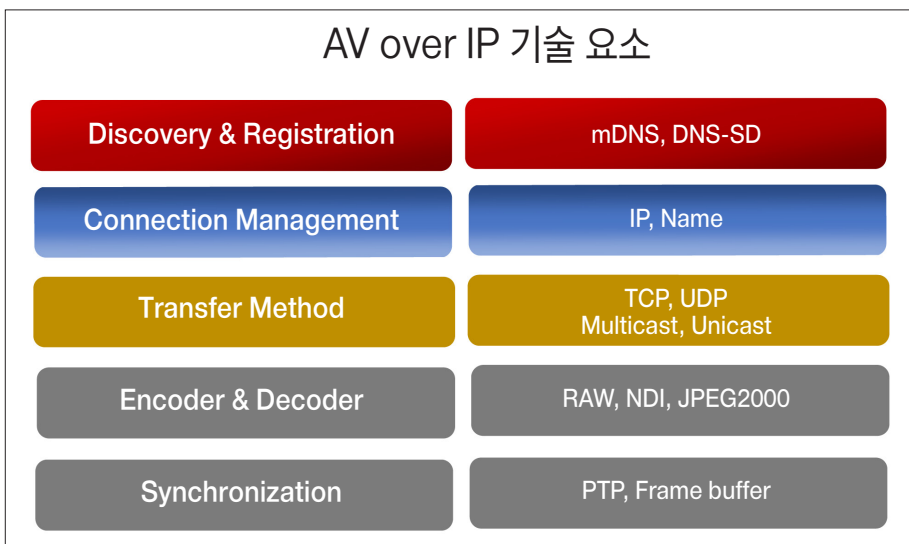 AV over IP 기술 요소
Discovery & Registration
mDNS, DNS-SD
Connection Management
IP, Name
Transfer Method
TCP, UDP
Multicast, Unicast
Encoder & Decoder
RAW, NDI, JPEG2000
Synchronization
PTP, Frame buffer